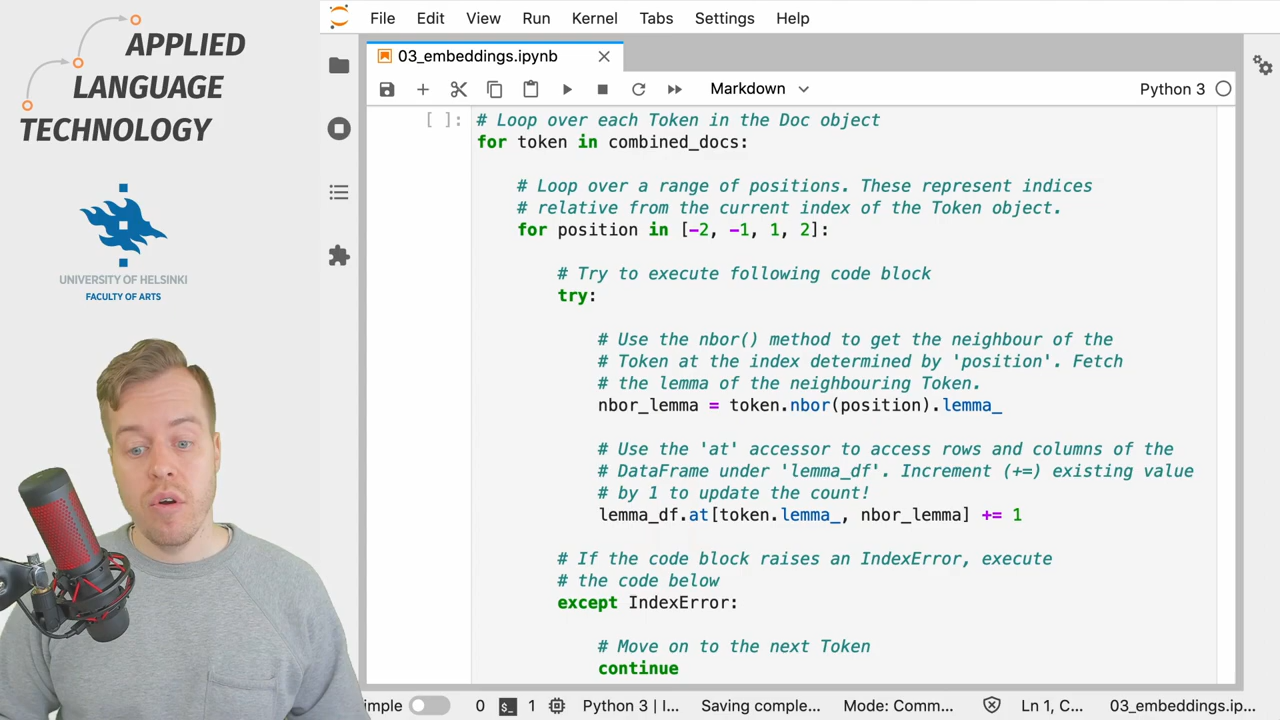 APPLIED
LANGUAGE
TECHNOLOGY
UNIVERSITY OF HELSINKI
FACULTY OF ARTS
File Edit View Run Kernel Tabs Settings Help
03_embeddings.ipynb
Markdown
Python 3
[ ]:
# Loop over each Token in the Doc object
for token in combined_docs:
# Loop over a range of positions. These represent indices
# relative from the current index of the Token object.
for position in [-2, -1, 1, 2]:
# Try to execute following code block
try:
# Use the nbor() method to get the neighbour of the
# Token at the index determined by 'position'. Fetch
# the lemma of the neighbouring Token.
nbor_lemma = token.nbor(position).lemma_
# Use the 'at' accessor to access rows and columns of the
# DataFrame under 'lemma_df'. Increment (+=) existing value
# by 1 to update the count!
lemma_df.at[token.lemma_, nbor_lemma] += 1
# If the code block raises an IndexError, execute
# the code below
except IndexError:
# Move on to the next Token
continue
imple 0 $_ 1 Python 3 | I... Saving comple... Mode: Comm... Ln 1, C... 03_embeddings.ip...